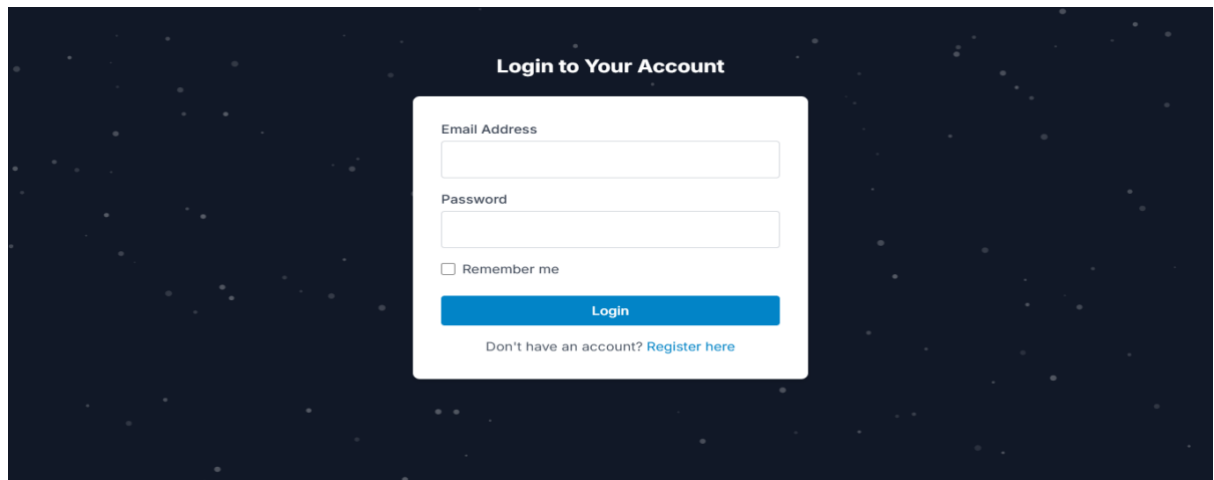 Login to Your Account
Email Address
Password
Remember me
Login
Don't have an account? Register here